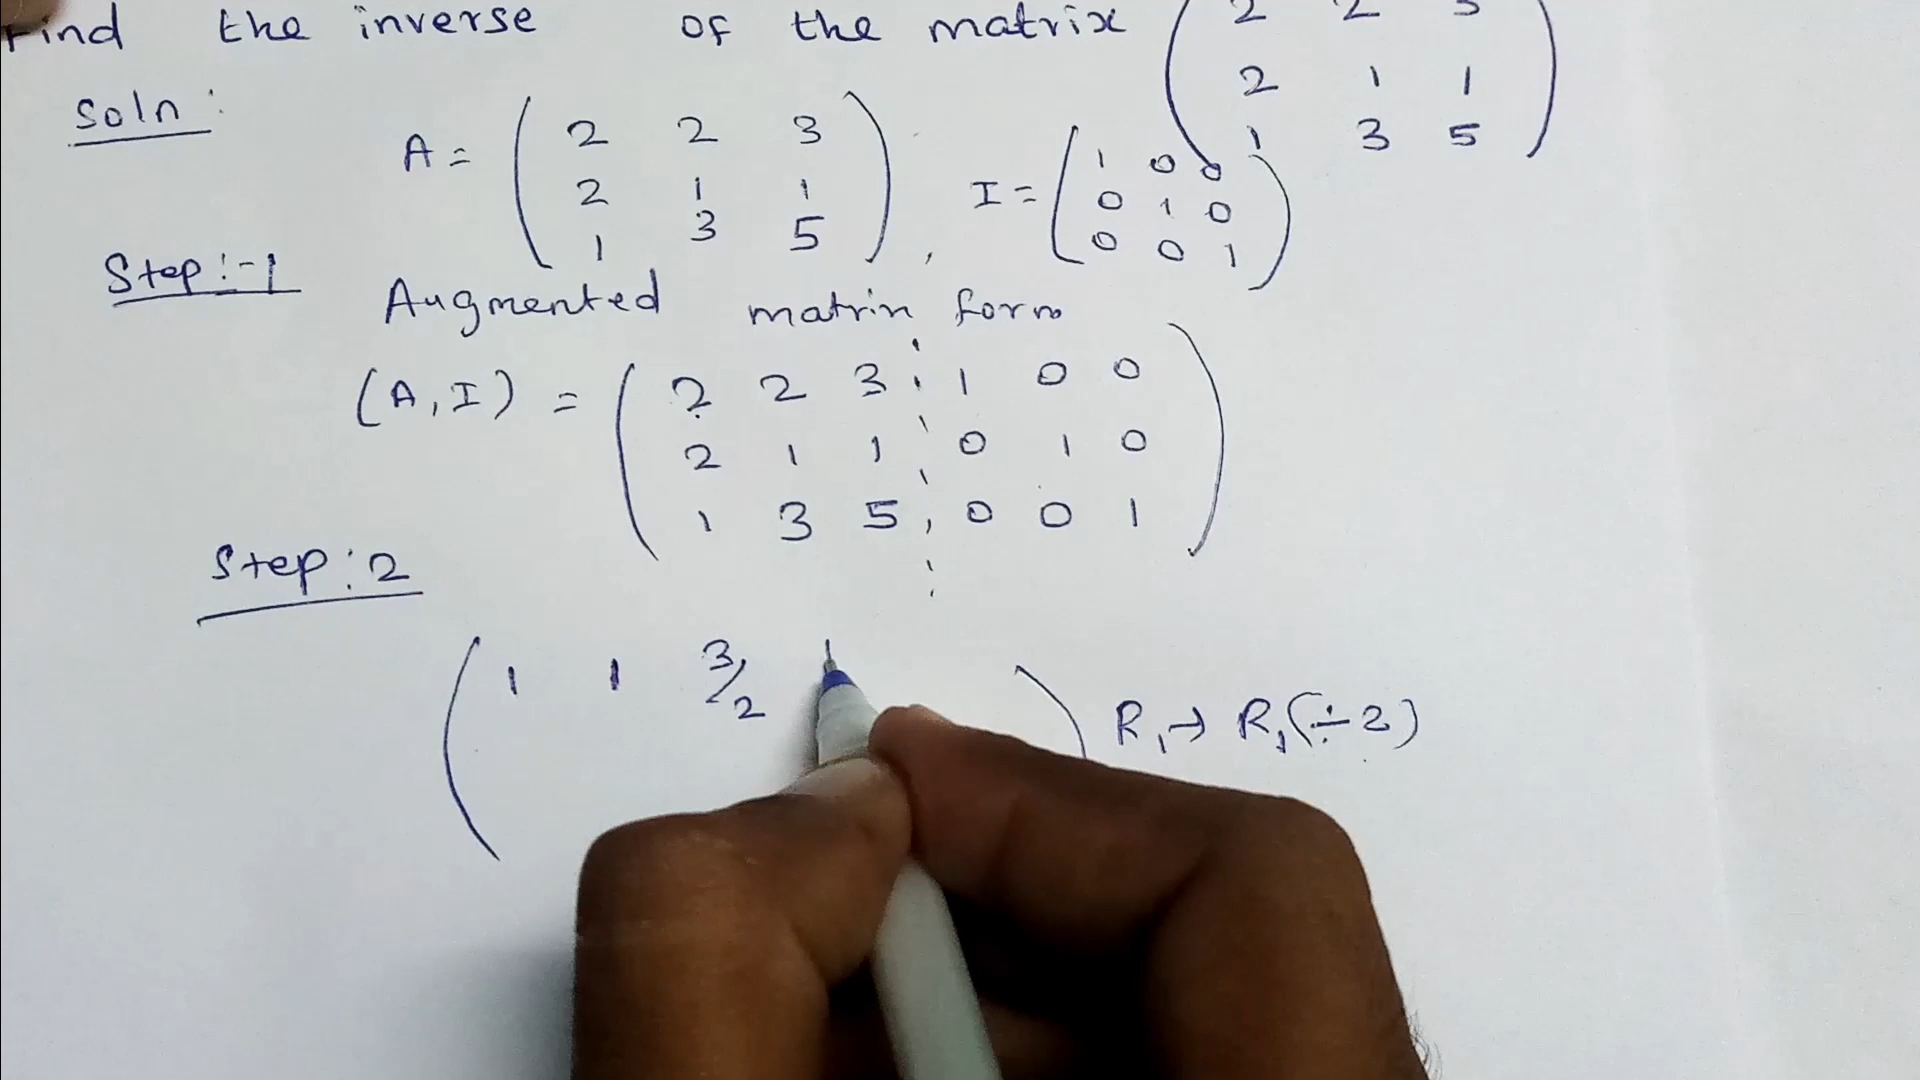 Find the inverse of the matrix ( 2 2 3
2 1 1
1 3 5 )
Soln:
A = ( 2 2 3
2 1 1
1 3 5 ) , I = ( 1 0 0
0 1 0
0 0 1 )
Step:-1
Augmented matrix form
(A, I) = ( 2 2 3 1 0 0
2 1 1 0 1 0
1 3 5 0 0 1 )
Step:2
( 1 1 3/2 1 ) R1 → R1(÷2)